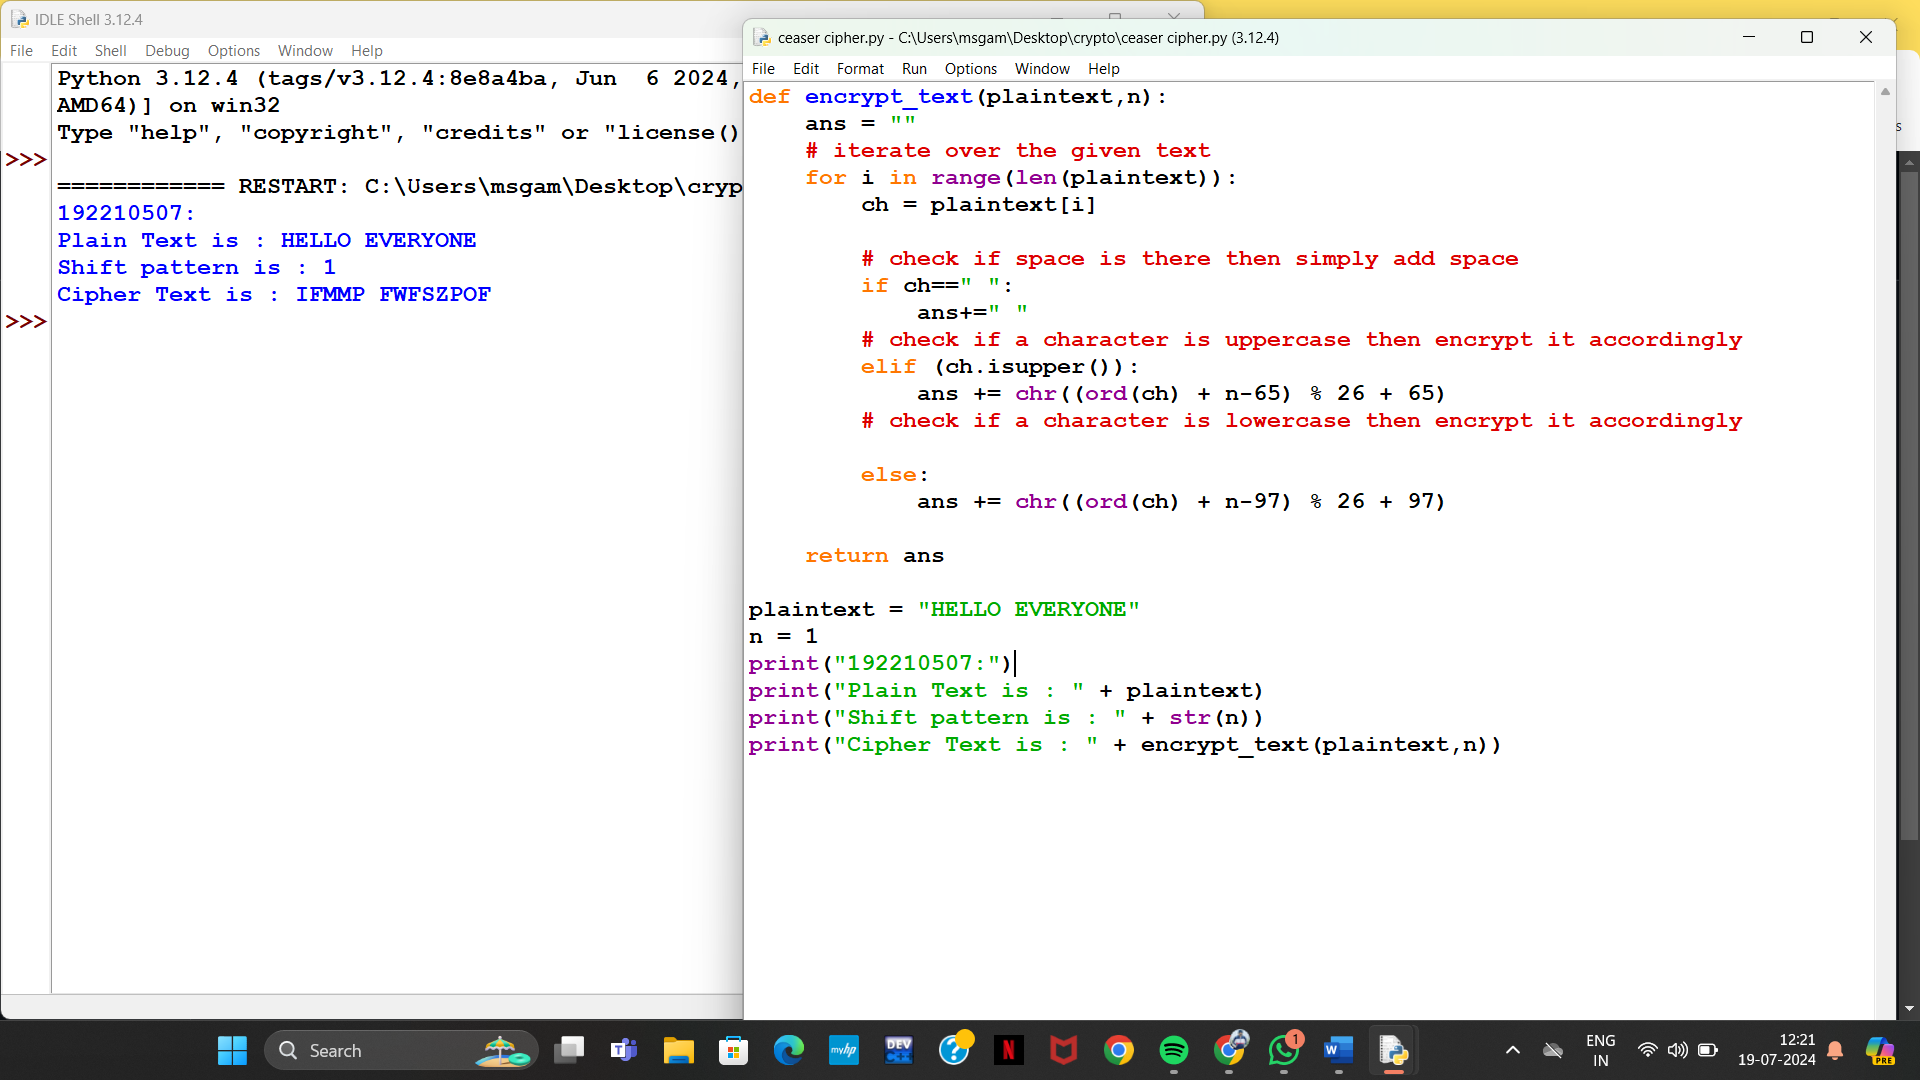 IDLE Shell 3.12.4
File Edit Shell Debug Options Window Help
Python 3.12.4 (tags/v3.12.4:8e8a4ba, Jun  6 2024,
AMD64)] on win32
Type "help", "copyright", "credits" or "license()
>>>
============ RESTART: C:\Users\msgam\Desktop\cryp
192210507:
Plain Text is : HELLO EVERYONE
Shift pattern is : 1
Cipher Text is : IFMMP FWFSZPOF
>>>
ceaser cipher.py - C:\Users\msgam\Desktop\crypto\ceaser cipher.py (3.12.4)
File Edit Format Run Options Window Help
def encrypt_text(plaintext,n):
    ans = ""
    # iterate over the given text
    for i in range(len(plaintext)):
        ch = plaintext[i]
        # check if space is there then simply add space
        if ch==" ":
            ans+=" "
        # check if a character is uppercase then encrypt it accordingly
        elif (ch.isupper()):
            ans += chr((ord(ch) + n-65) % 26 + 65)
        # check if a character is lowercase then encrypt it accordingly
        else:
            ans += chr((ord(ch) + n-97) % 26 + 97)
    return ans
plaintext = "HELLO EVERYONE"
n = 1
print("192210507:")
print("Plain Text is : " + plaintext)
print("Shift pattern is : " + str(n))
print("Cipher Text is : " + encrypt_text(plaintext,n))
s
Search
myhp
DEV
C++
N
1
W
ENG
IN
12:21
19-07-2024
PRE